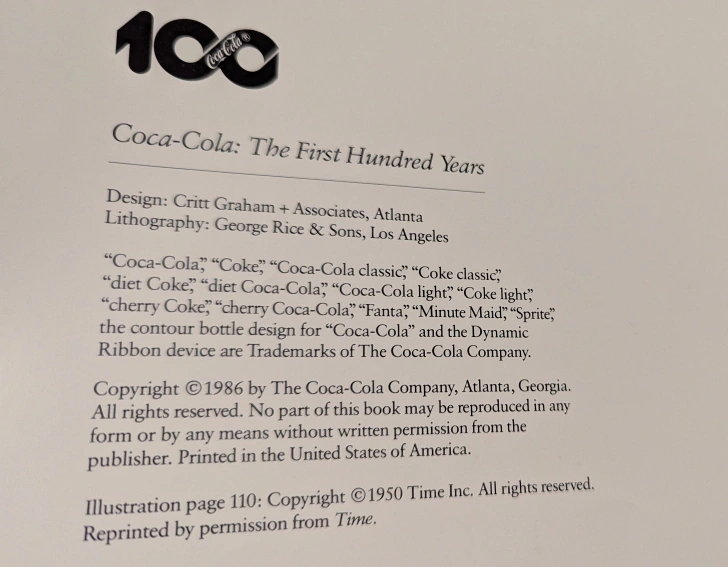 100
Coca-Cola®
Coca-Cola: The First Hundred Years
Design: Critt Graham + Associates, Atlanta
Lithography: George Rice & Sons, Los Angeles
“Coca-Cola,” “Coke,” “Coca-Cola classic,” “Coke classic,”
“diet Coke,” “diet Coca-Cola,” “Coca-Cola light,” “Coke light,”
“cherry Coke,” “cherry Coca-Cola,” “Fanta,” “Minute Maid,” “Sprite,”
the contour bottle design for “Coca-Cola” and the Dynamic
Ribbon device are Trademarks of The Coca-Cola Company.
Copyright ©1986 by The Coca-Cola Company, Atlanta, Georgia.
All rights reserved. No part of this book may be reproduced in any
form or by any means without written permission from the
publisher. Printed in the United States of America.
Illustration page 110: Copyright ©1950 Time Inc. All rights reserved.
Reprinted by permission from Time.